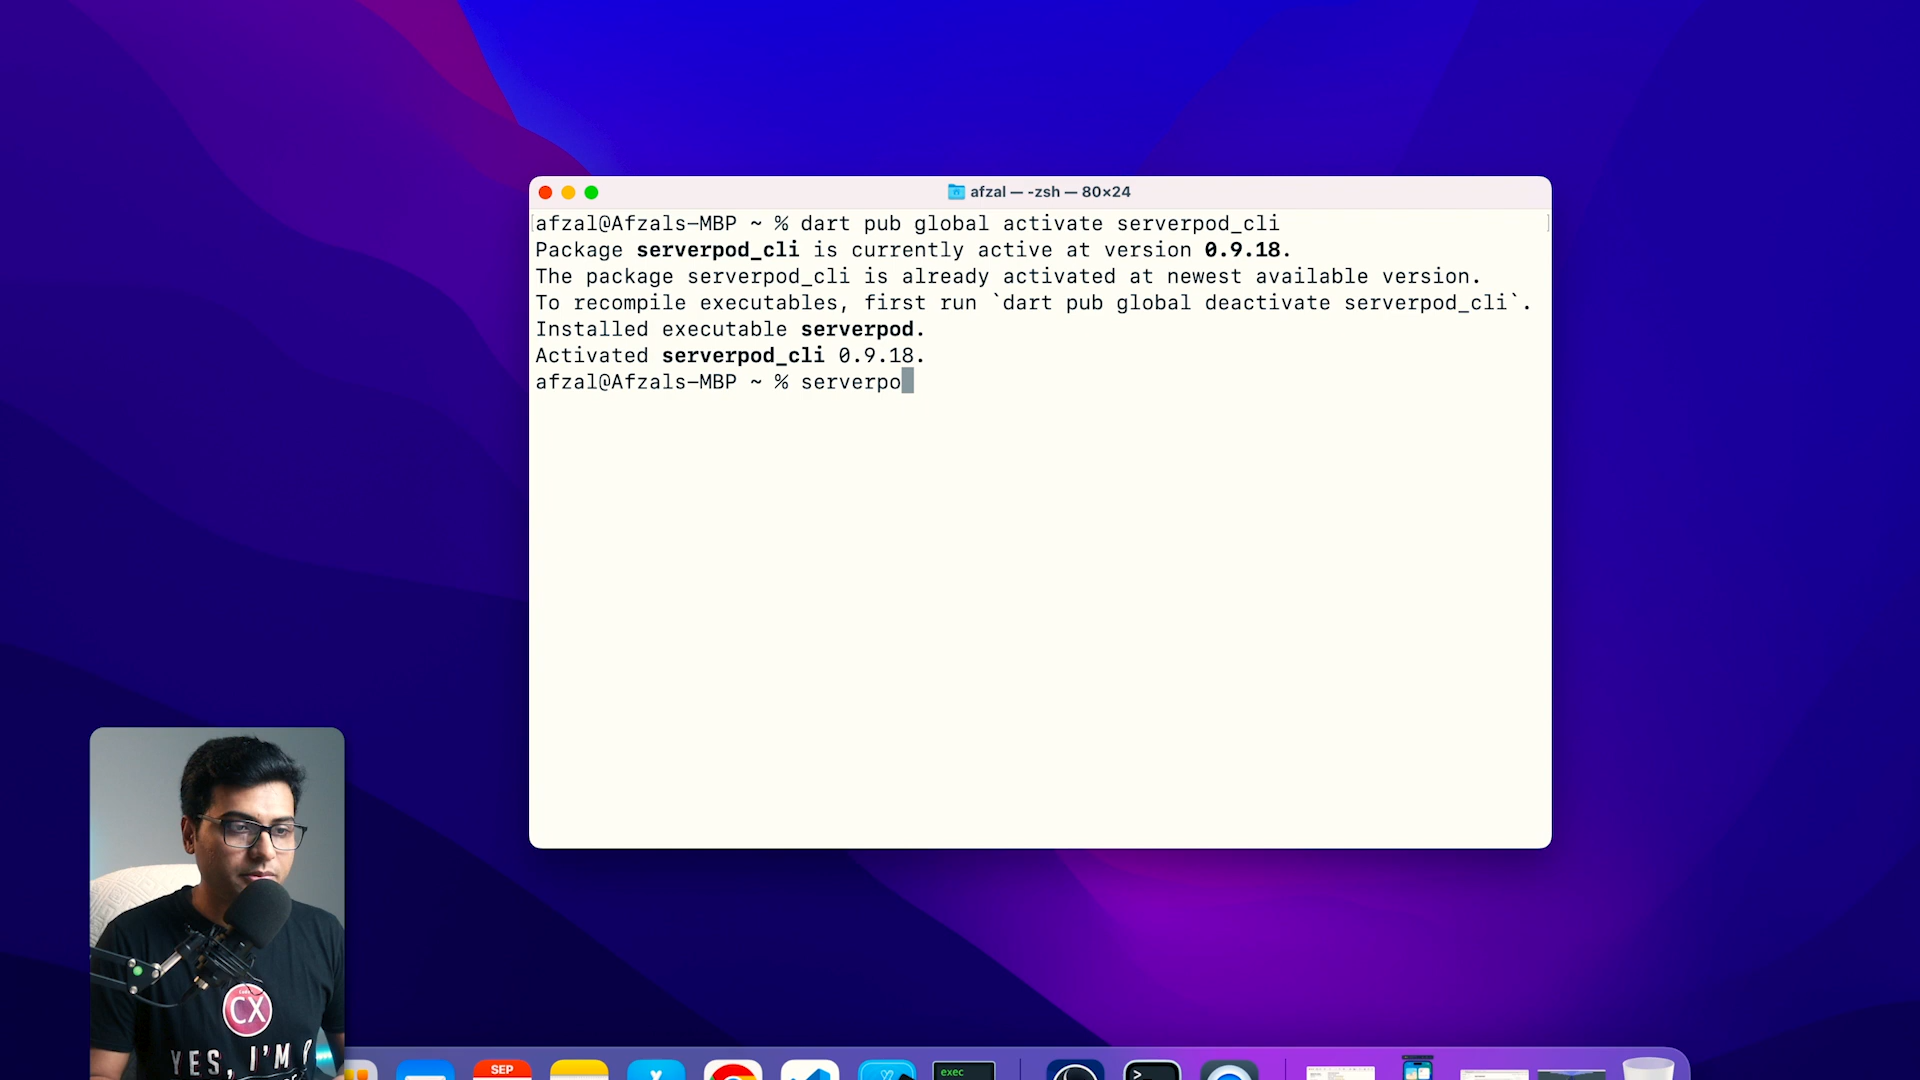 afzal — -zsh — 80×24
afzal@Afzals-MBP ~ % dart pub global activate serverpod_cli
Package serverpod_cli is currently active at version 0.9.18.
The package serverpod_cli is already activated at newest available version.
To recompile executables, first run `dart pub global deactivate serverpod_cli`.
Installed executable serverpod.
Activated serverpod_cli 0.9.18.
afzal@Afzals-MBP ~ % serverpo
CX
YES, I'M
SEP
exec